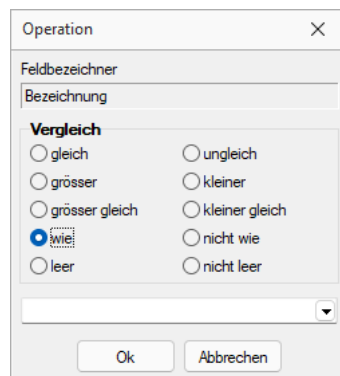 Operation
Feldbezeichner
Bezeichnung
Vergleich
gleich ungleich
grösser kleiner
grösser gleich kleiner gleich
wie nicht wie
leer nicht leer
Ok Abbrechen